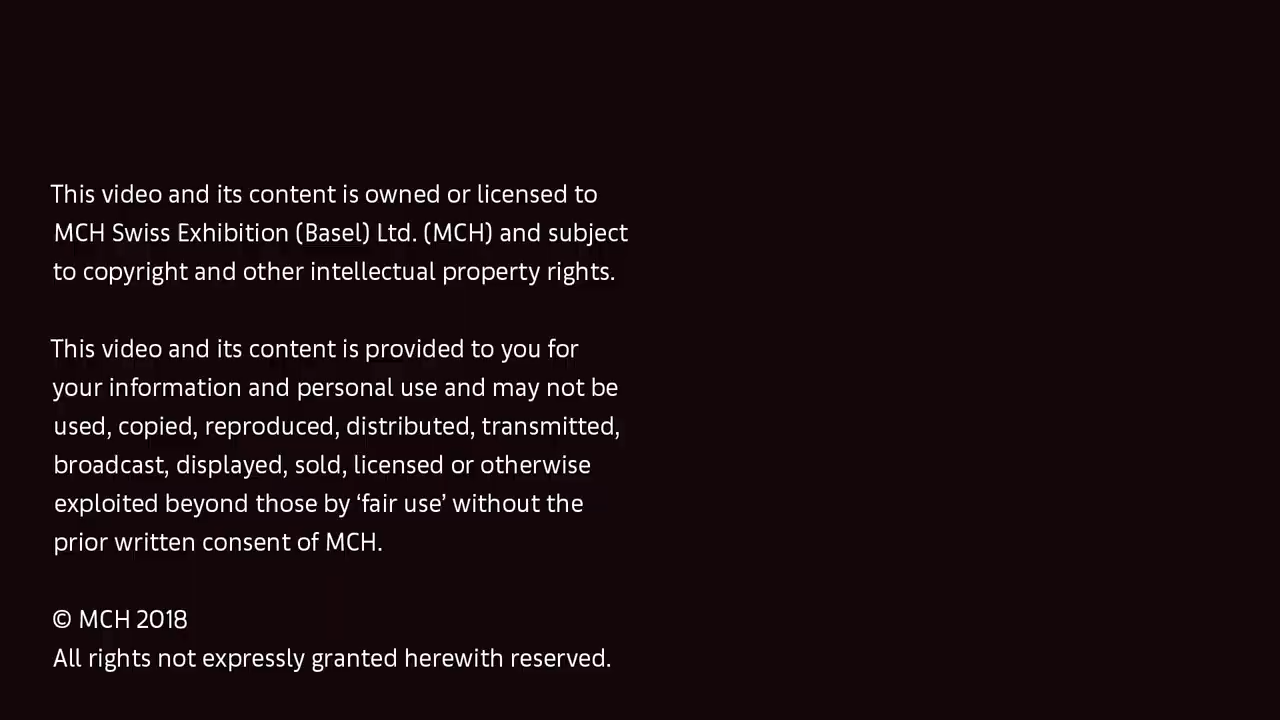 This video and its content is owned or licensed to
MCH Swiss Exhibition (Basel) Ltd. (MCH) and subject
to copyright and other intellectual property rights.
This video and its content is provided to you for
your information and personal use and may not be
used, copied, reproduced, distributed, transmitted,
broadcast, displayed, sold, licensed or otherwise
exploited beyond those by ‘fair use’ without the
prior written consent of MCH.
© MCH 2018
All rights not expressly granted herewith reserved.